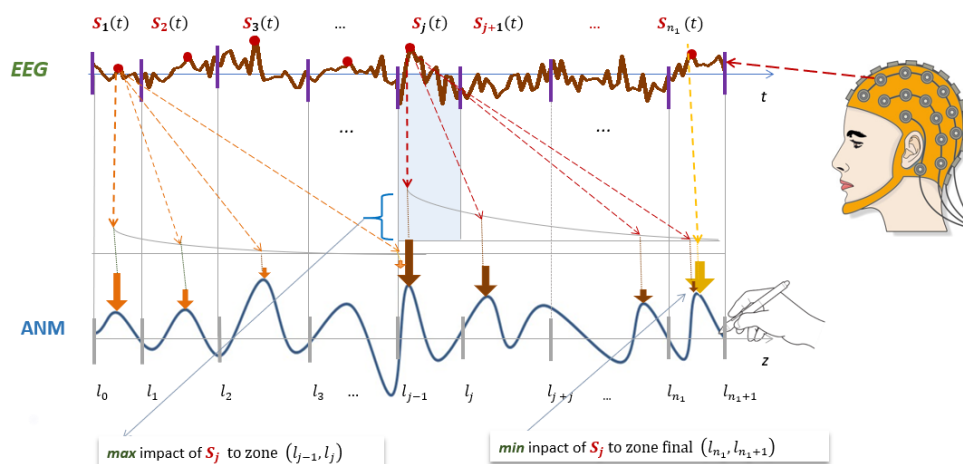 S₁(t) S₂(t) S₃(t) ... Sⱼ(t) Sⱼ₊₁(t) ... Sₙ₁(t)
EEG
t
... ...
ANM
z
l₀ l₁ l₂ l₃ ... lⱼ₋₁ lⱼ lⱼ₊ⱼ ... lₙ₁ lₙ₁₊₁
max impact of Sⱼ to zone (lⱼ₋₁, lⱼ)
min inpact of Sⱼ to zone final (lₙ₁, lₙ₁₊₁)